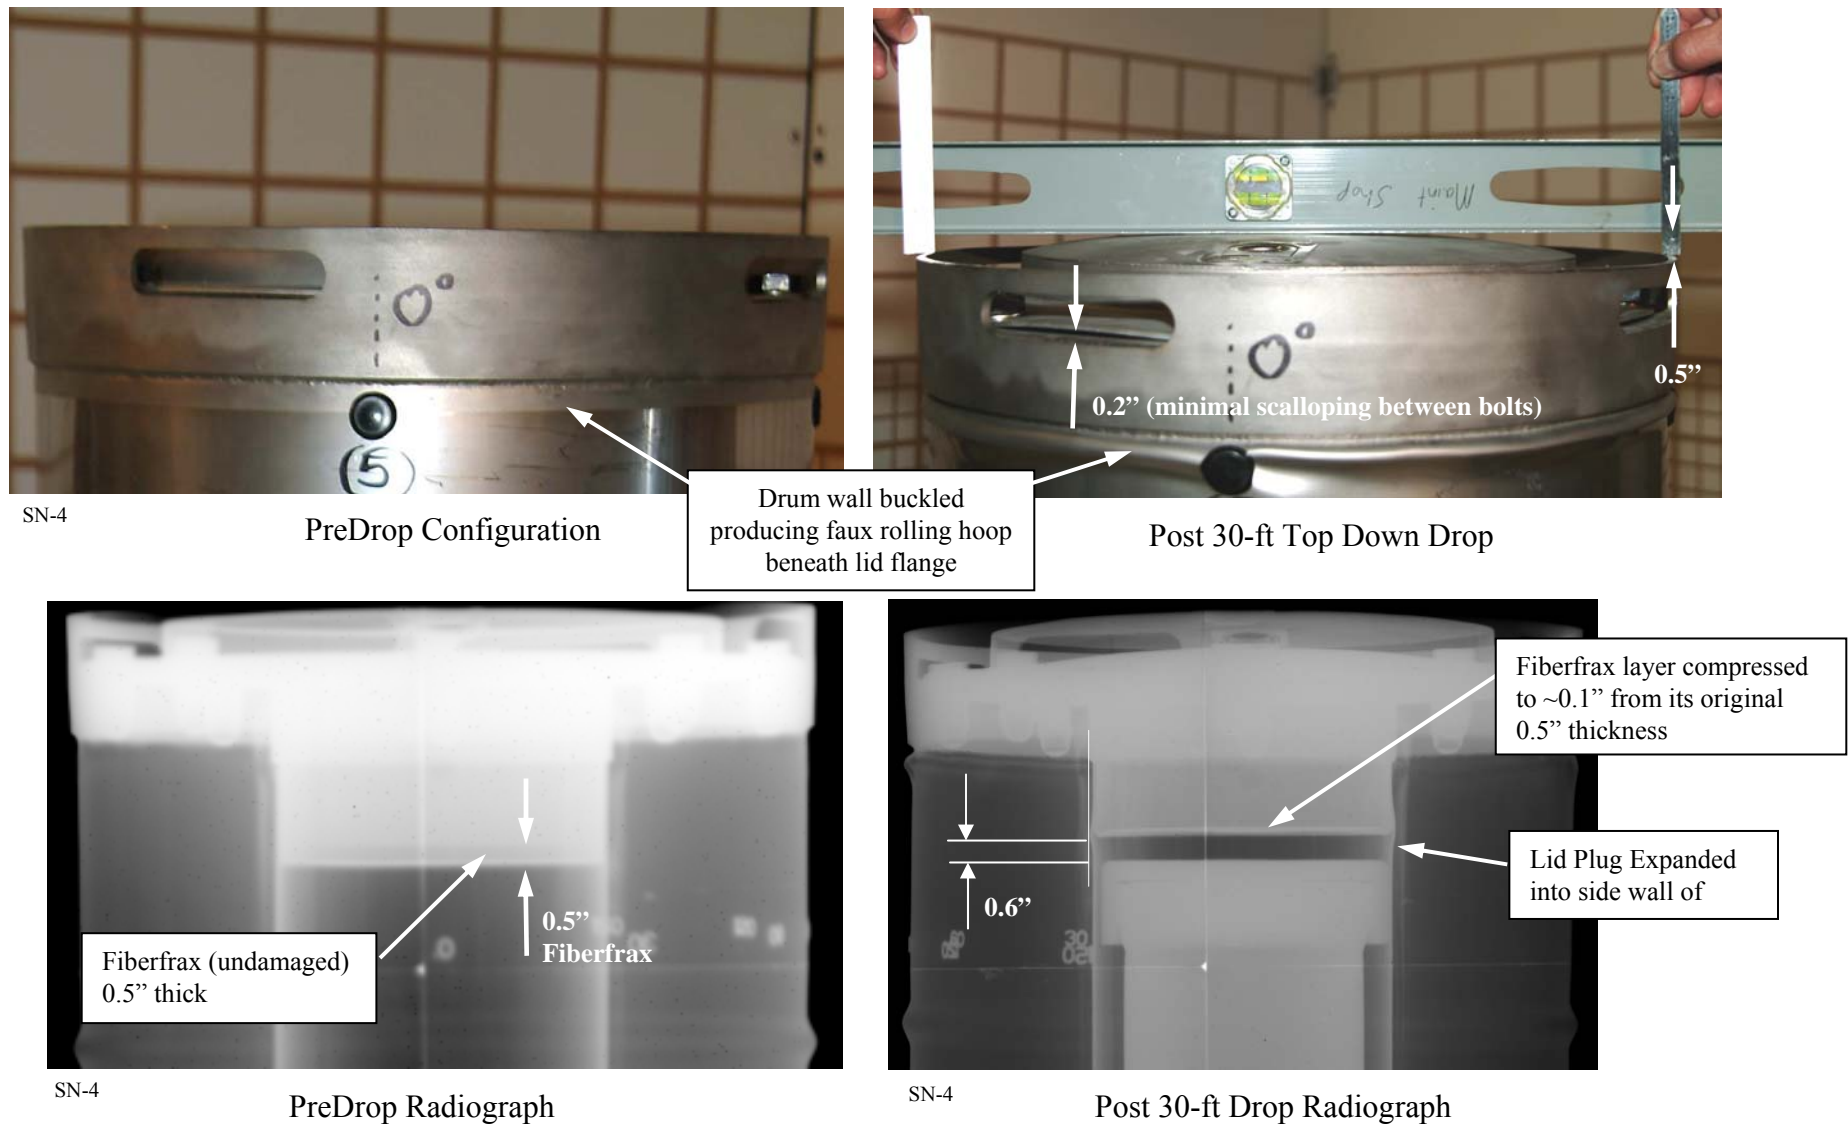 Maint Shop
0°
0°
0.5”
0.2” (minimal scalloping between bolts)
(5)
Drum wall buckled
producing faux rolling hoop
beneath lid flange
SN-4
PreDrop Configuration
Post 30-ft Top Down Drop
Fiberfrax layer compressed
to ~0.1” from its original
0.5” thickness
Lid Plug Expanded
into side wall of
0.6”
0.5”
Fiberfrax
Fiberfrax (undamaged)
0.5” thick
0
30
SN-4
PreDrop Radiograph
SN-4
Post 30-ft Drop Radiograph